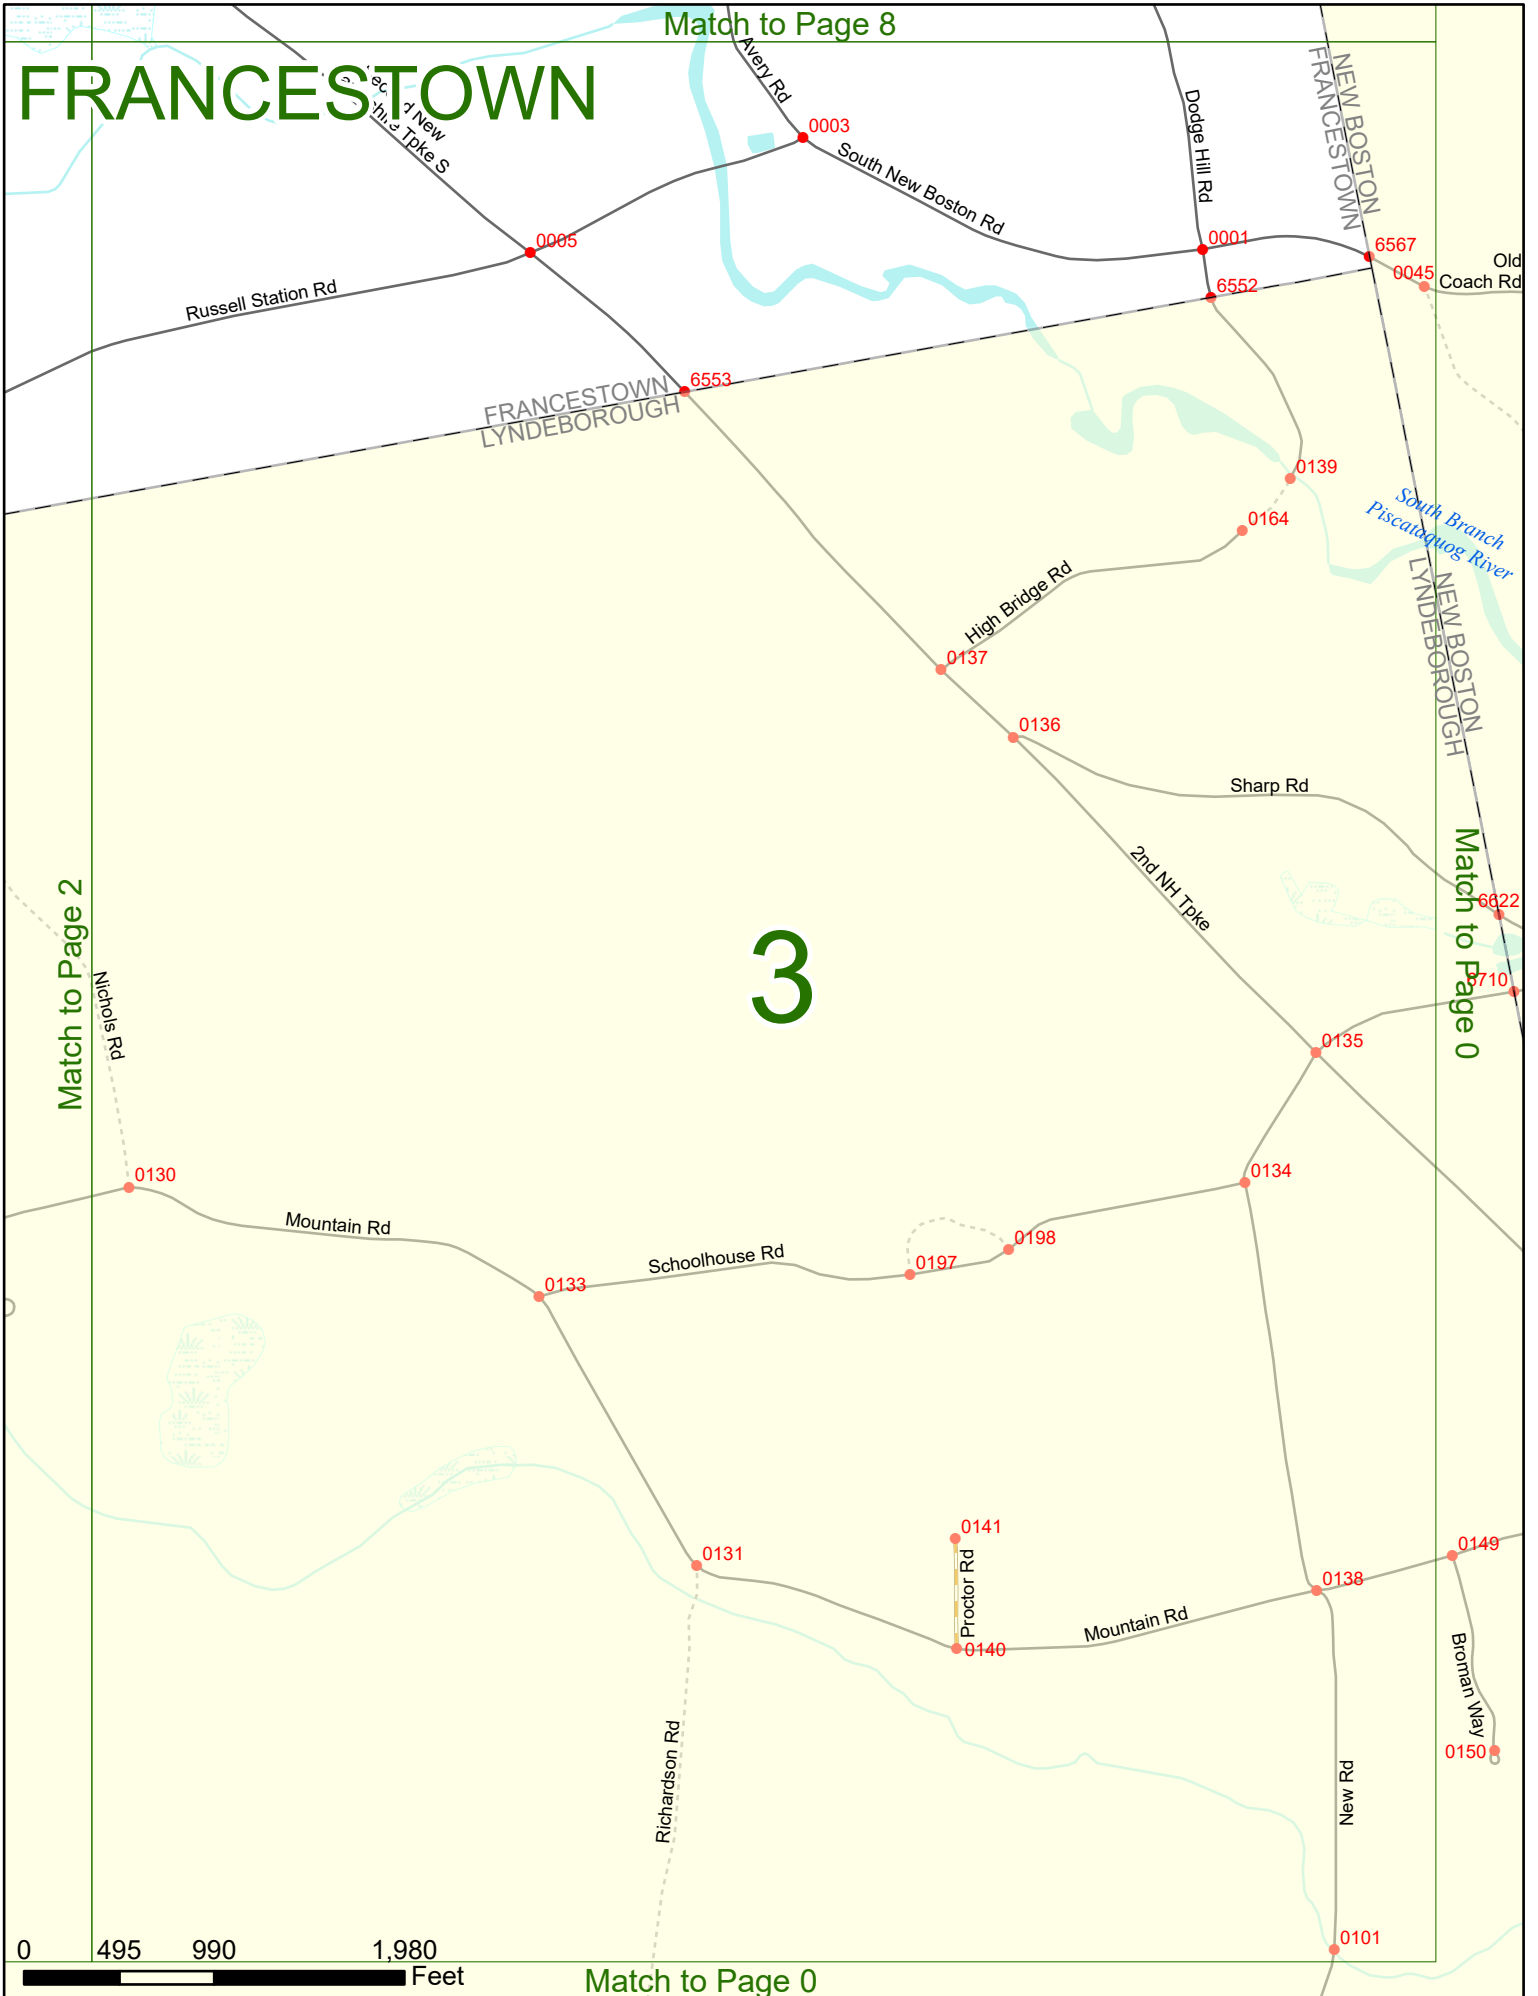 Match to Page 8
FRANCESTOWN
New
Tpke S
Avery Rd
0003
South New Boston Rd
Dodge Hill Rd
NEW BOSTON
FRANCESTOWN
0005
0001
6567
0045
Old
Coach Rd
Russell Station Rd
6552
6553
FRANCESTOWN
LYNDEBOROUGH
0139
South Branch
Piscataquog River
0164
High Bridge Rd
NEW BOSTON
LYNDEBOROUGH
0137
0136
Sharp Rd
2nd NH Tpke
Match to Page 2
Match to Page 0
6622
3
Nichols Rd
0135
0130
0134
Mountain Rd
0198
Schoolhouse Rd
0197
0133
0141
0131
0149
Proctor Rd
0138
Mountain Rd
0140
Broman Way
Richardson Rd
0150
New Rd
0101
0 495 990 1,980
Feet
Match to Page 0